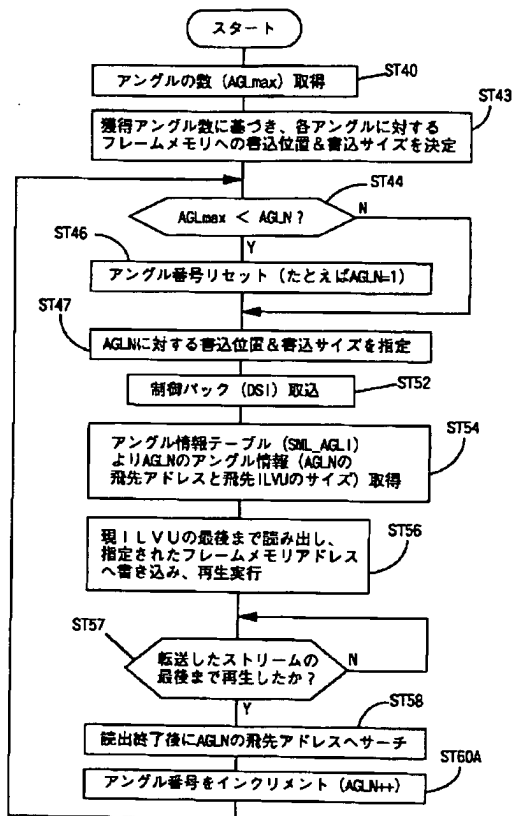 スタート
アングルの数（AGLmax）取得
ST40
獲得アングル数に基づき、各アングルに対する
フレームメモリへの書込位置＆書込サイズを決定
ST43
AGLmax < AGLN？
ST44
N
Y
ST46
アングル番号リセット（たとえばAGLN=1）
ST47
AGLNに対する書込位置＆書込サイズを指定
制御パック（DSI）取込
ST52
アングル情報テーブル（SML_AGLI）
よりAGLNのアングル情報（AGLNの
飛先アドレスと飛先ILVUのサイズ）取得
ST54
現ＩＬＶＵの最後まで読み出し、
指定されたフレームメモリアドレス
へ書き込み、再生実行
ST56
ST57
転送したストリームの
最後まで再生したか？
N
Y
ST58
読出終了後にAGLNの飛先アドレスへサーチ
ST60A
アングル番号をインクリメント（AGLN++）